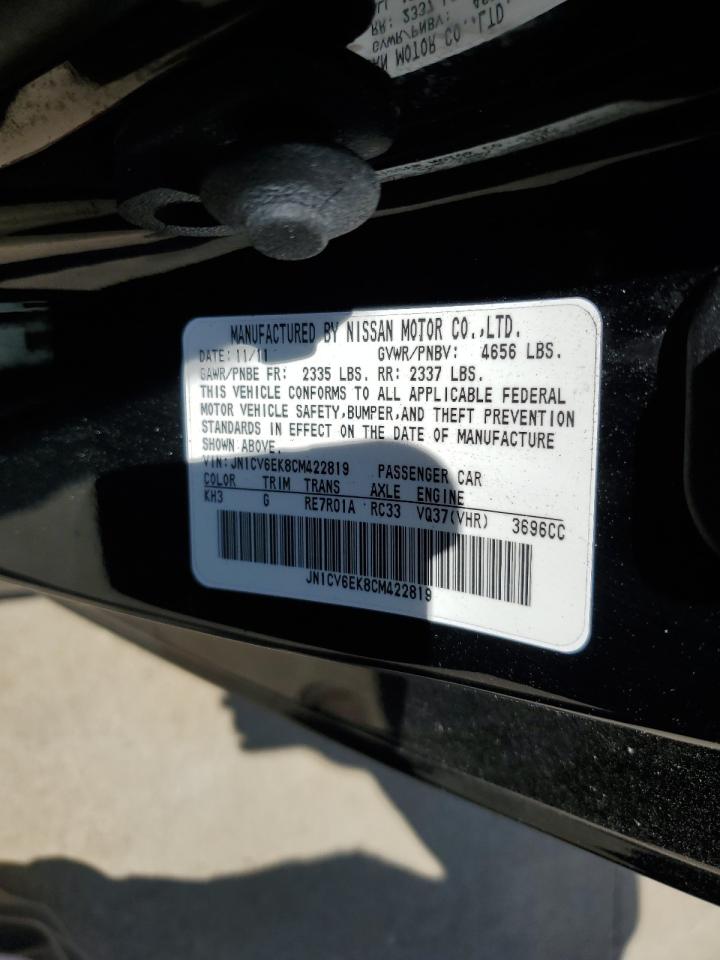 MANUFACTURED BY NISSAN MOTOR CO.,LTD.
DATE: 11/11 GVWR/PNBV: 4656 LBS.
GAWR/PNBE FR: 2335 LBS. RR: 2337 LBS.
THIS VEHICLE CONFORMS TO ALL APPLICABLE FEDERAL
MOTOR VEHICLE SAFETY,BUMPER,AND THEFT PREVENTION
STANDARDS IN EFFECT ON THE DATE OF MANUFACTURE
SHOWN ABOVE.
VIN:JN1CV6EK8CM422819 PASSENGER CAR
COLOR TRIM TRANS AXLE ENGINE
KH3 G RE7R01A RC33 VQ37(VHR) 3696CC
JN1CV6EK8CM422819